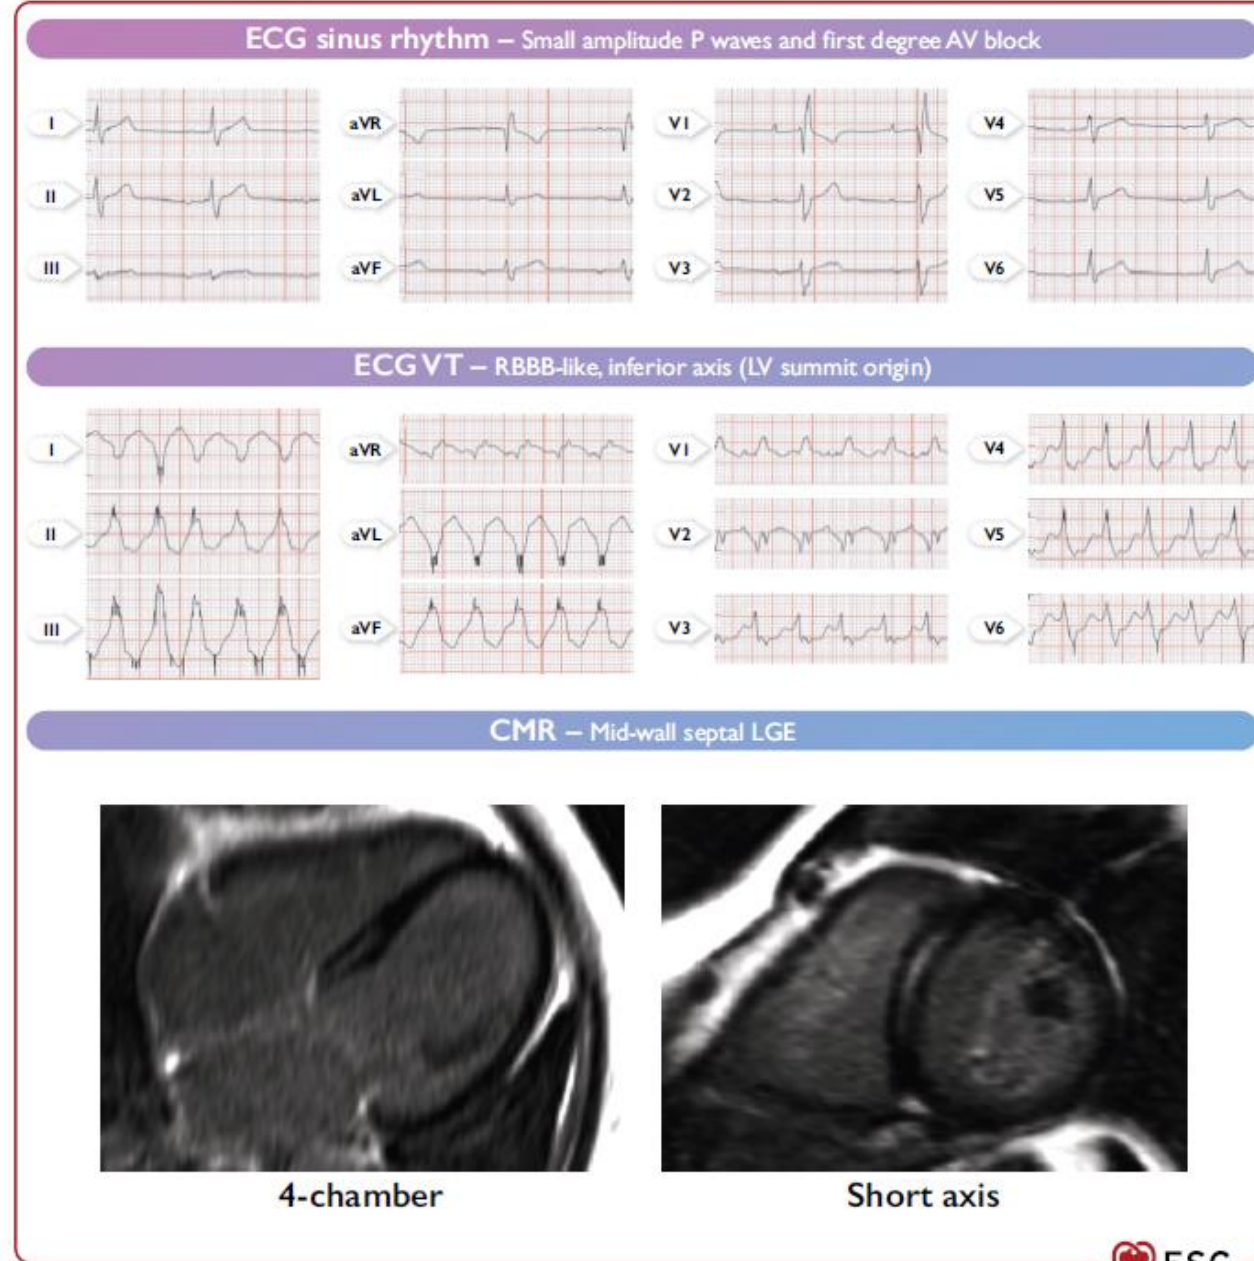 ECG sinus rhythm – Small amplitude P waves and first degree AV block
I
aVR
V1
V4
II
aVL
V2
V5
III
aVF
V3
V6
ECG VT – RBBB-like, inferior axis (LV summit origin)
I
aVR
V1
V4
II
aVL
V2
V5
III
aVF
V3
V6
CMR – Mid-wall septal LGE
4-chamber
Short axis
ESC